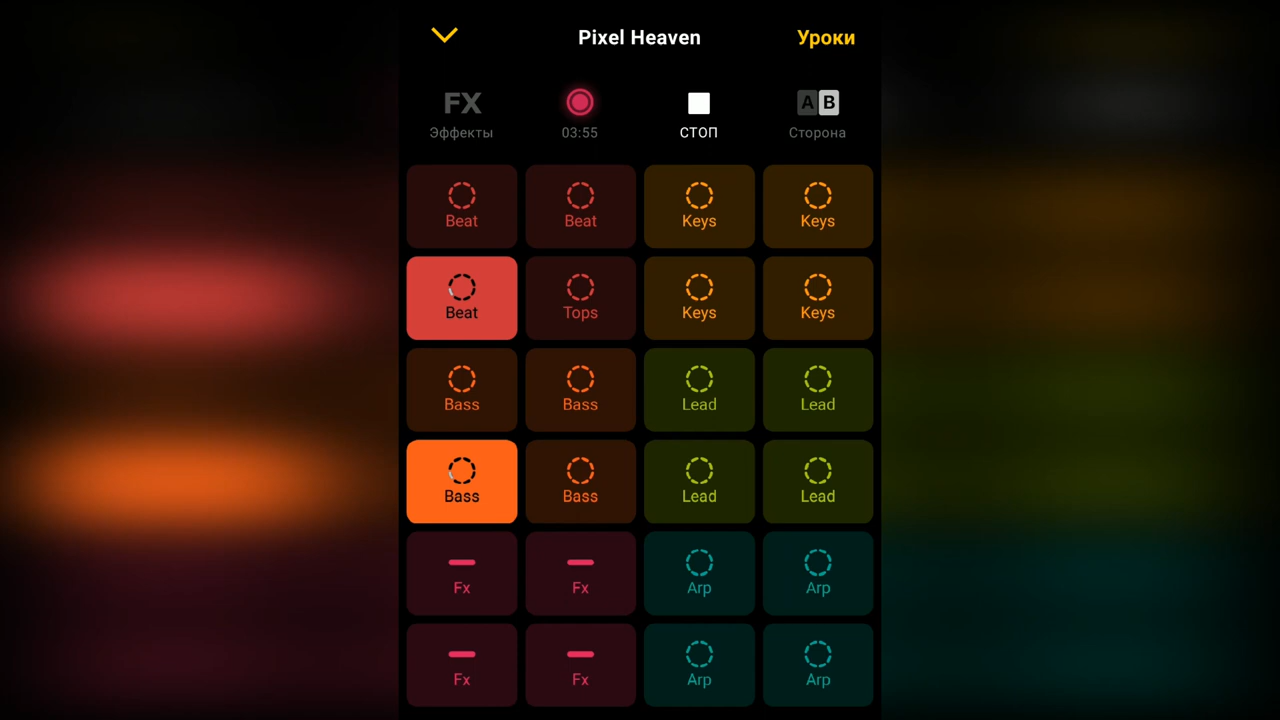 Pixel Heaven Уроки
FX A B
Эффекты 03:55 СТОП Сторона
Beat Beat Keys Keys
Beat Tops Keys Keys
Bass Bass Lead Lead
Bass Bass Lead Lead
Fx Fx Arp Arp
Fx Fx Arp Arp